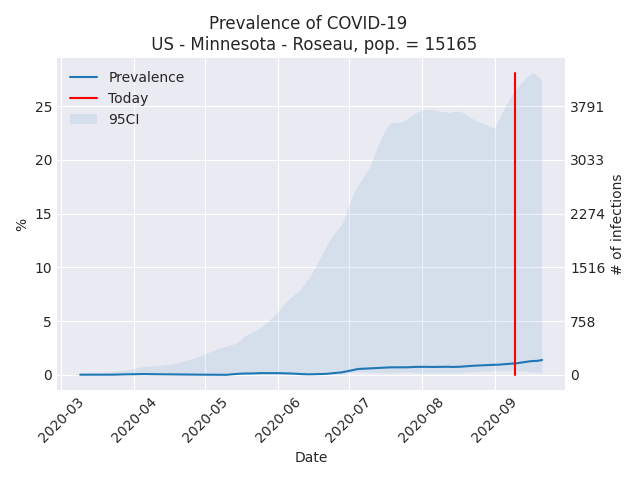 Prevalence of COVID-19
US - Minnesota - Roseau, pop. = 15165
Prevalence
Today
95CI
%
25
20
15
10
5
0
3791
3033
2274
1516
758
0
# of infections
2020-03
2020-04
2020-05
2020-06
2020-07
2020-08
2020-09
Date